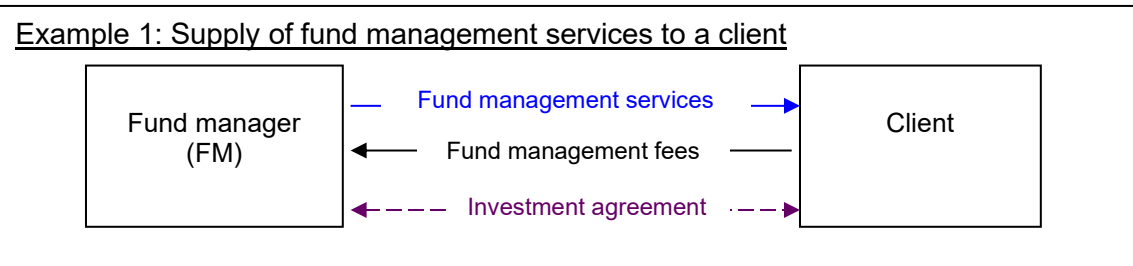 Example 1: Supply of fund management services to a client
Fund management services
Fund manager
(FM)
Client
Fund management fees
Investment agreement